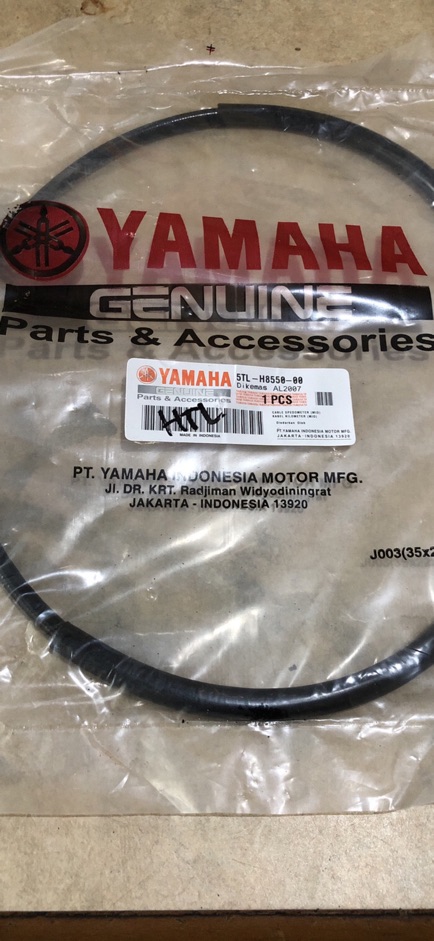 YAMAHA
GENUINE
Parts & Accessories
YAMAHA
GENUINE
Parts & Accessories
MADE IN INDONESIA
5TL-H8550-00
Dikemas AL2007
1 PCS
CABLE SPEEDOMETER (MIO)
KABEL KILOMETER (MIO)
PT.YAMAHA INDONESIA MOTOR MFG
JAKARTA-INDONESIA 13920
PT. YAMAHA INDONESIA MOTOR MFG.
Jl. DR. KRT. Radjiman Widyodiningrat
JAKARTA - INDONESIA 13920
J003(35x2